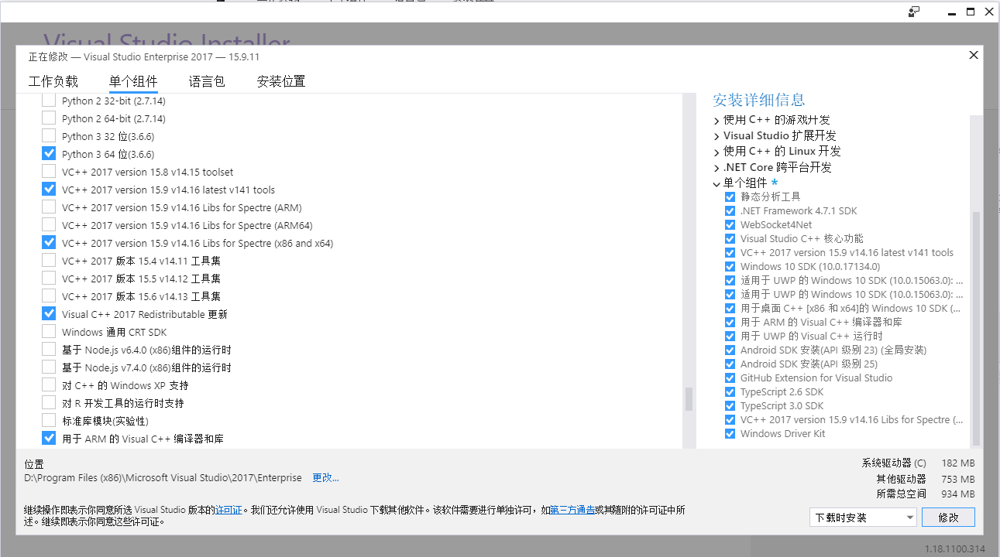 Visual Studio Installer
正在修改 — Visual Studio Enterprise 2017 — 15.9.11
工作负载 单个组件 语言包 安装位置
Python 2 32-bit (2.7.14)
Python 2 64-bit (2.7.14)
Python 3 32 位(3.6.6)
Python 3 64 位(3.6.6)
VC++ 2017 version 15.8 v14.15 toolset
VC++ 2017 version 15.9 v14.16 latest v141 tools
VC++ 2017 version 15.9 v14.16 Libs for Spectre (ARM)
VC++ 2017 version 15.9 v14.16 Libs for Spectre (ARM64)
VC++ 2017 version 15.9 v14.16 Libs for Spectre (x86 and x64)
VC++ 2017 版本 15.4 v14.11 工具集
VC++ 2017 版本 15.5 v14.12 工具集
VC++ 2017 版本 15.6 v14.13 工具集
Visual C++ 2017 Redistributable 更新
Windows 通用 CRT SDK
基于 Node.js v6.4.0 (x86)组件的运行时
基于 Node.js v7.4.0 (x86)组件的运行时
对 C++ 的 Windows XP 支持
对 R 开发工具的运行时支持
标准库模块(实验性)
用于 ARM 的 Visual C++ 编译器和库
安装详细信息
使用 C++ 的游戏开发
Visual Studio 扩展开发
使用 C++ 的 Linux 开发
.NET Core 跨平台开发
单个组件 *
静态分析工具
.NET Framework 4.7.1 SDK
WebSocket4Net
Visual Studio C++ 核心功能
VC++ 2017 version 15.9 v14.16 latest v141 tools
Windows 10 SDK (10.0.17134.0)
适用于 UWP 的 Windows 10 SDK (10.0.15063.0): ...
适用于 UWP 的 Windows 10 SDK (10.0.15063.0): ...
用于桌面 C++ [x86 和 x64]的 Windows 10 SDK (...
用于 ARM 的 Visual C++ 编译器和库
用于 UWP 的 Visual C++ 运行时
Android SDK 安装(API 级别 23) (全局安装)
Android SDK 安装(API 级别 25)
GitHub Extension for Visual Studio
TypeScript 2.6 SDK
TypeScript 3.0 SDK
VC++ 2017 version 15.9 v14.16 Libs for Spectre (...
Windows Driver Kit
位置
D:\Program Files (x86)\Microsoft Visual Studio\2017\Enterprise 更改...
系统驱动器 (C) 182 MB
其他驱动器 753 MB
所需总空间 934 MB
继续操作即表示你同意所选 Visual Studio 版本的许可证。我们还允许使用 Visual Studio 下载其他软件。该软件需要进行单独许可，如第三方通告或其随附的许可证中所
述。继续即表示你同意这些许可证。
下载时安装 修改
1.18.1100.314